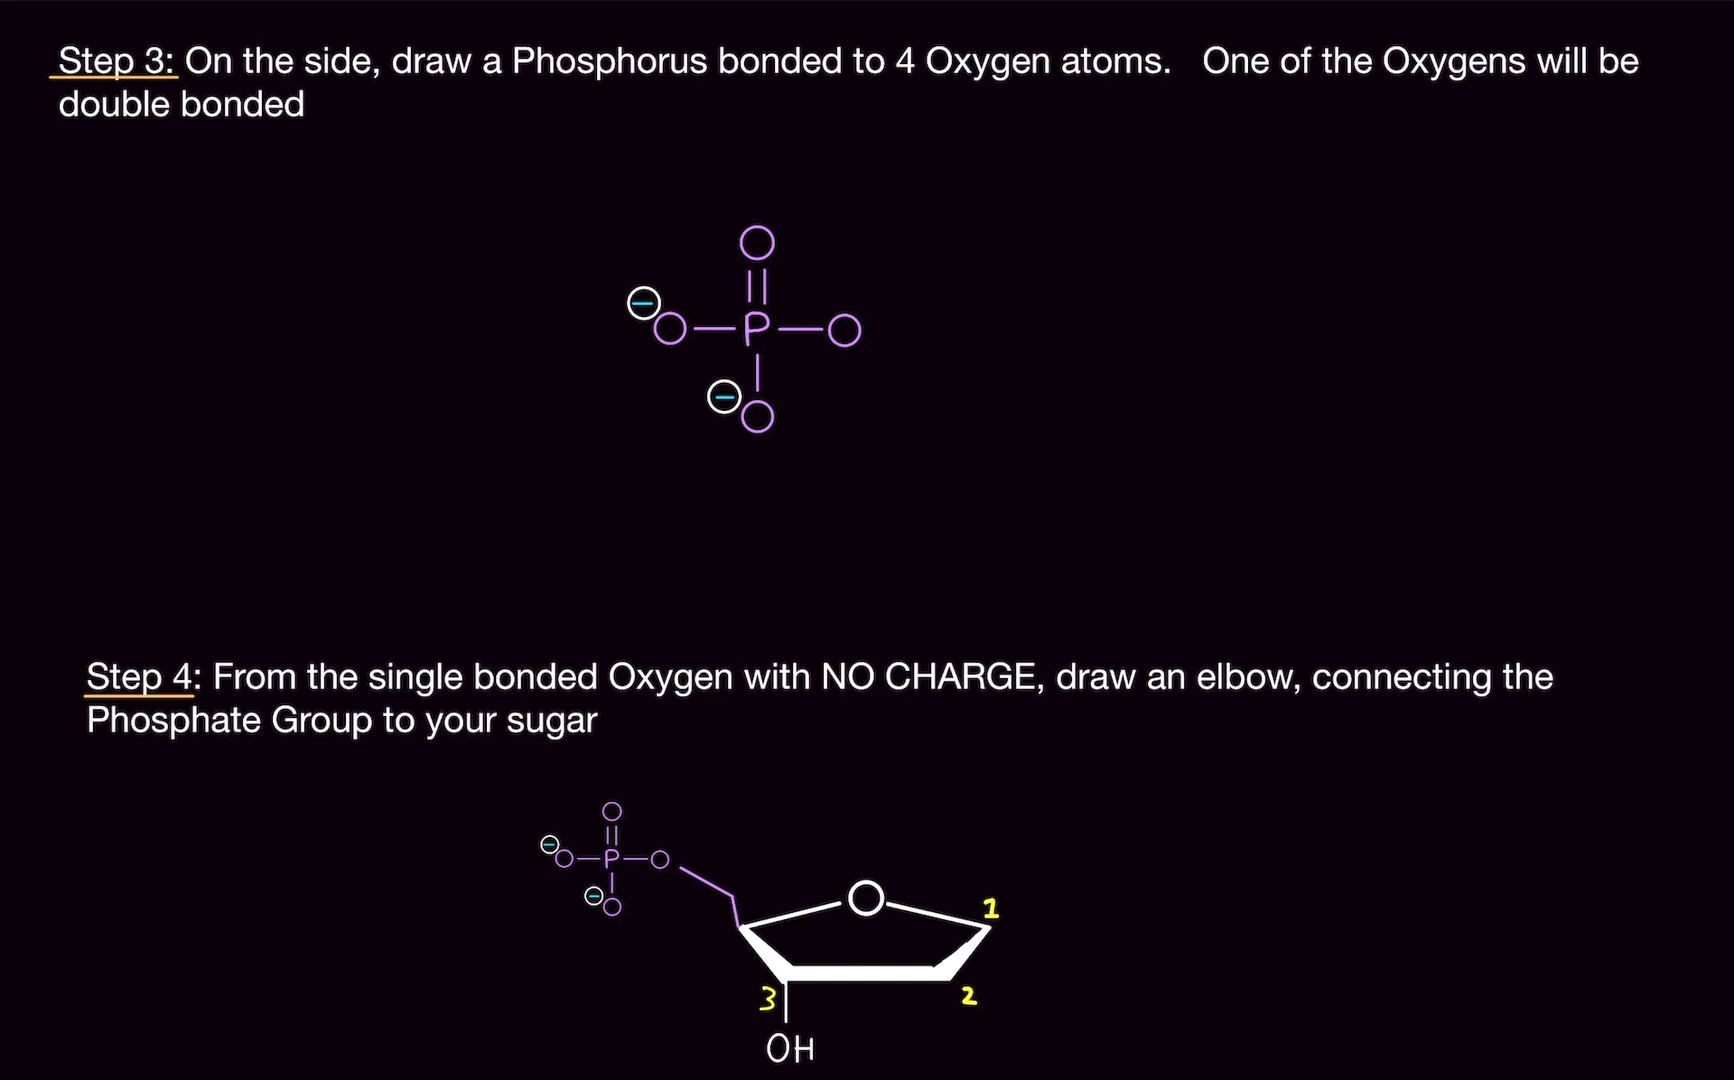 Step 3: On the side, draw a Phosphorus bonded to 4 Oxygen atoms. One of the Oxygens will be
double bonded
O
⊖
O P O
⊖
O
Step 4: From the single bonded Oxygen with NO CHARGE, draw an elbow, connecting the
Phosphate Group to your sugar
O
⊖
O P O
⊖
O
O 1
3 2
OH